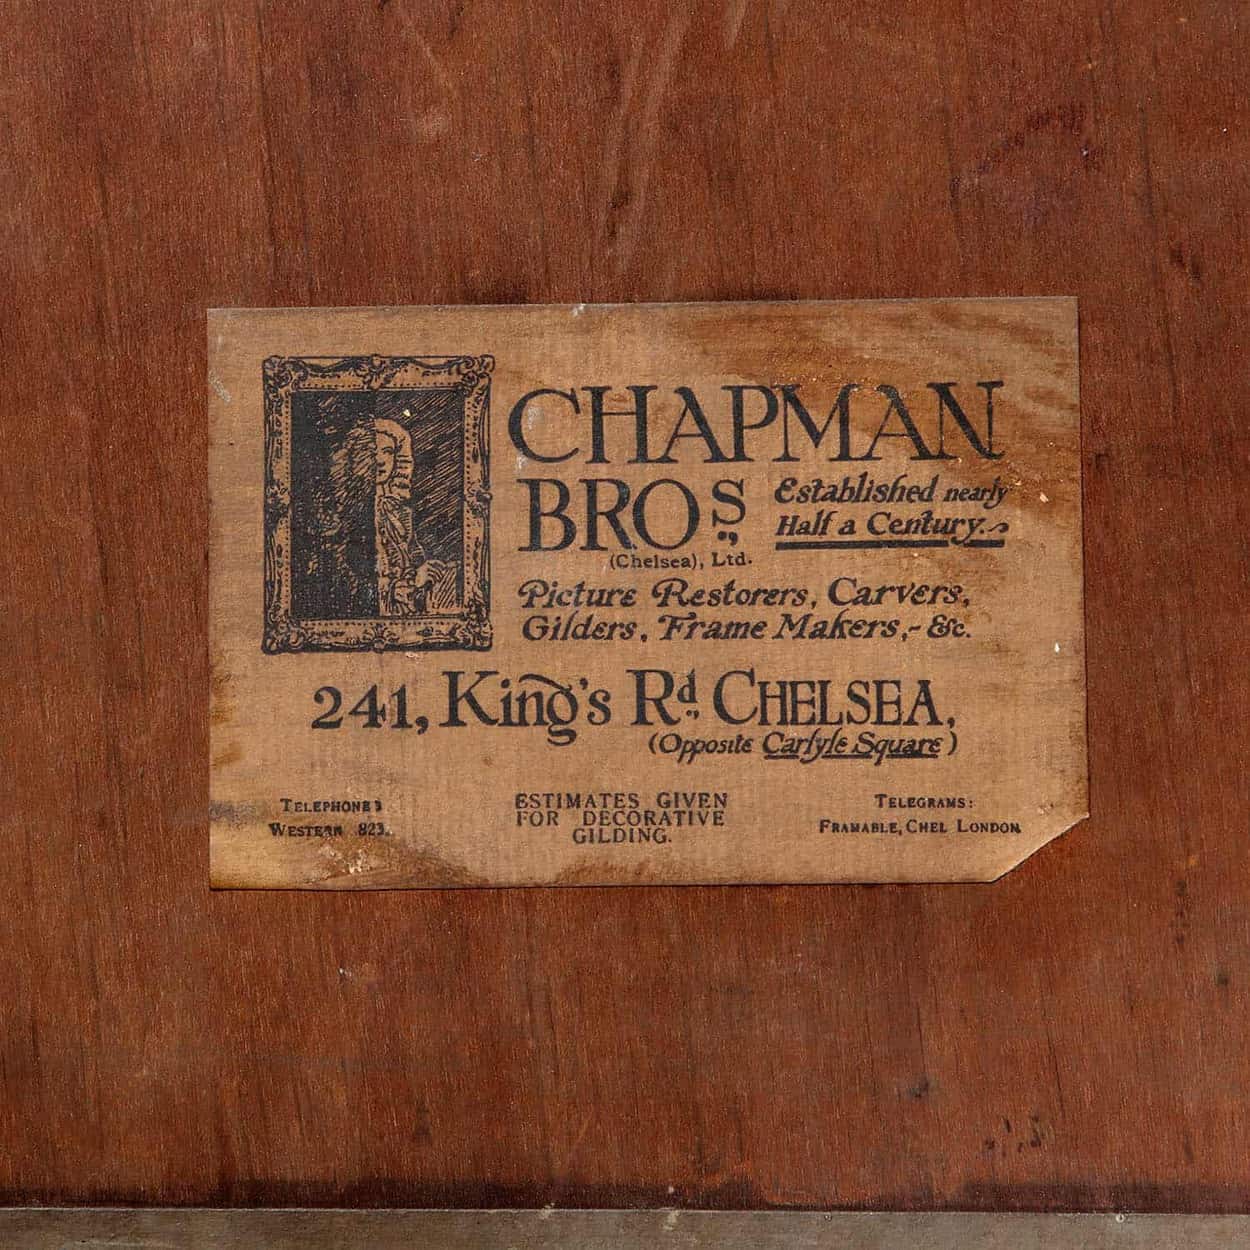 CHAPMAN
BROS., Established nearly
Half a Century.
(Chelsea), Ltd.
Picture Restorers, Carvers,
Gilders, Frame Makers,- &c.
241, King's Rd., CHELSEA,
(Opposite Carlyle Square)
TELEPHONE:
WESTERN 823.
ESTIMATES GIVEN
FOR DECORATIVE
GILDING.
TELEGRAMS:
FRAMABLE, CHEL LONDON